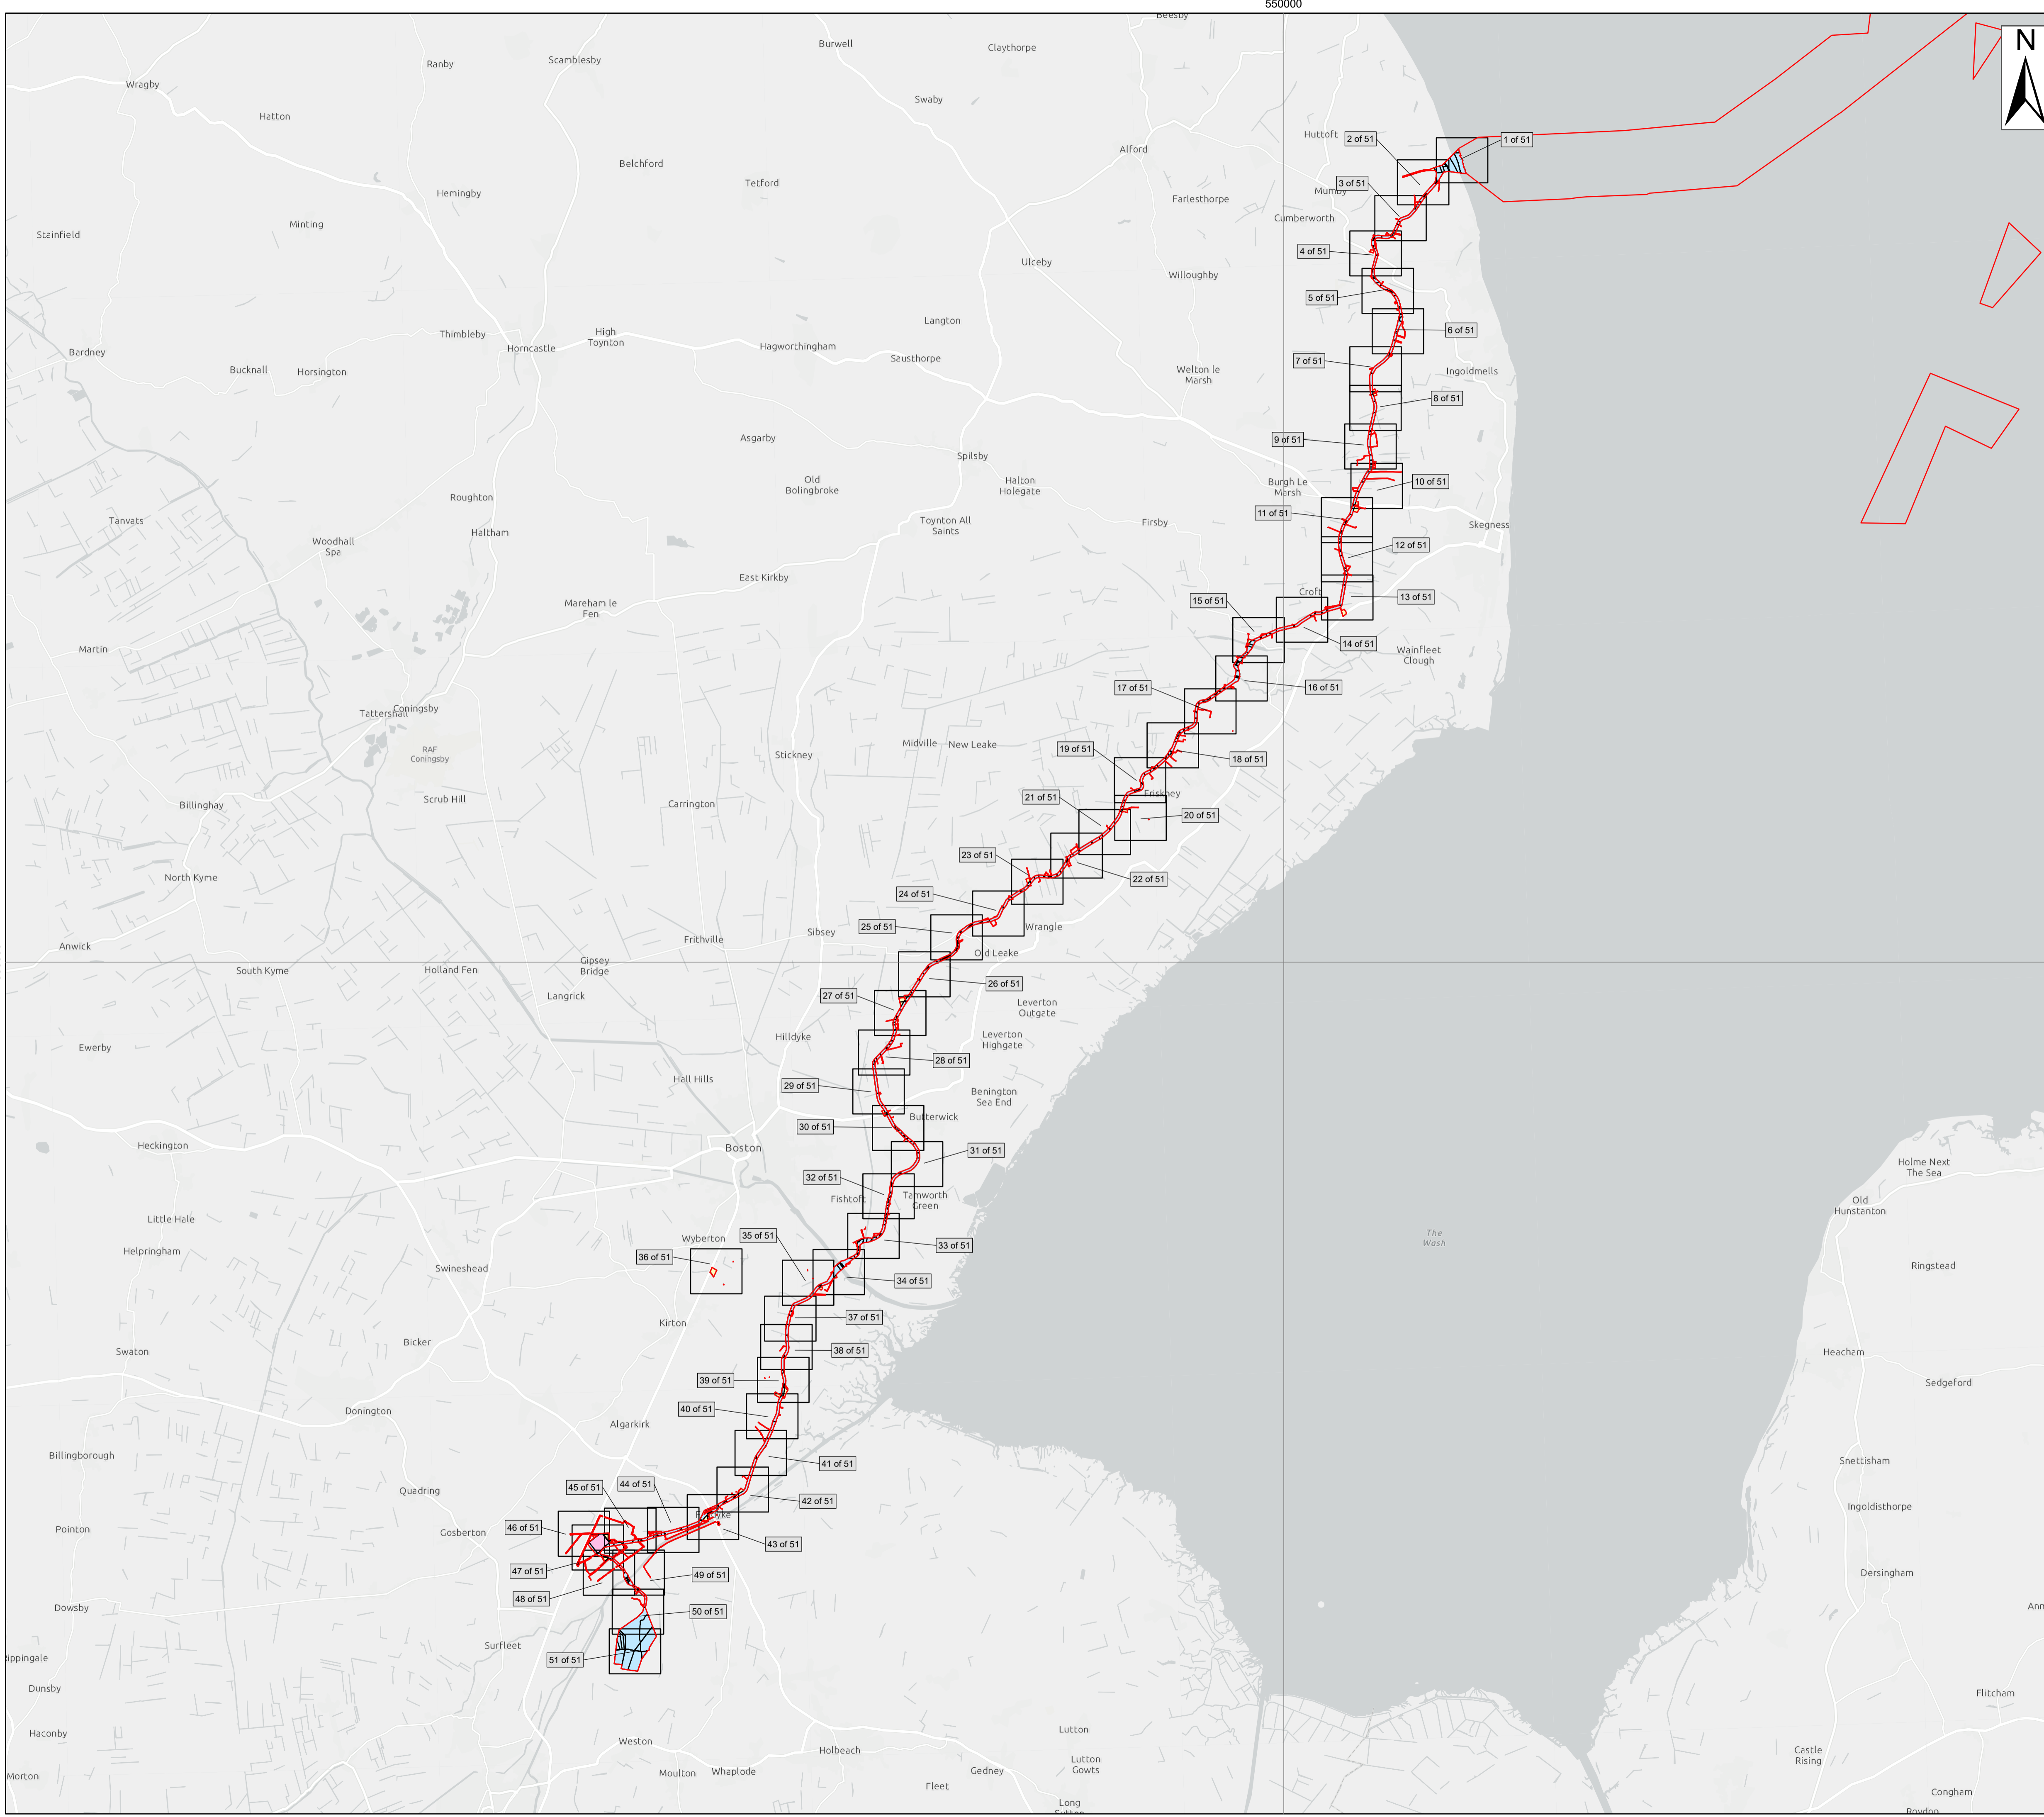 550000
Beesby
Burwell
Claythorpe
Ranby
Scamblesby
Wragby
N
Swaby
Hatton
Huttoft
2 of 51
1 of 51
Alford
Belchford
Tetford
3 of 51
Mumby
Hemingby
Farlesthorpe
Minting
Cumberworth
Stainfield
4 of 51
Ulceby
Willoughby
5 of 51
Langton
6 of 51
Thimbleby
High
Toynton
Horncastle
Hagworthingham
Bardney
Sausthorpe
7 of 51
Bucknall
Horsington
Welton le
Marsh
Ingoldmells
8 of 51
Asgarby
9 of 51
Spilsby
Old
Bolingbroke
Halton
Holegate
Burgh Le
Marsh
10 of 51
Roughton
11 of 51
Tanvats
Toynton All
Saints
Firsby
Skegness
Haltham
Woodhall
Spa
12 of 51
East Kirkby
Mareham le
Fen
Croft
13 of 51
15 of 51
14 of 51
Martin
Wainfleet
Clough
17 of 51
16 of 51
Coningsby
Tattershall
RAF
Coningsby
Midville
New Leake
19 of 51
Stickney
18 of 51
Friskney
21 of 51
Scrub Hill
Billinghay
Carrington
20 of 51
23 of 51
22 of 51
North Kyme
24 of 51
25 of 51
Wrangle
Sibsey
Frithville
Anwick
Old Leake
South Kyme
Holland Fen
Gipsey
Bridge
26 of 51
Langrick
27 of 51
Leverton
Outgate
Hilldyke
Leverton
Highgate
Ewerby
28 of 51
Hall Hills
29 of 51
Benington
Sea End
Butterwick
30 of 51
Heckington
Boston
31 of 51
Holme Next
The Sea
32 of 51
Fishtoft
Tamworth
Green
Old
Hunstanton
Little Hale
Wyberton
35 of 51
The
Wash
33 of 51
Helpringham
36 of 51
Swineshead
Ringstead
34 of 51
Kirton
37 of 51
Bicker
Swaton
38 of 51
Heacham
39 of 51
Sedgeford
Donington
40 of 51
Algarkirk
Billingborough
41 of 51
Snettisham
45 of 51
44 of 51
Quadring
42 of 51
Ingoldisthorpe
46 of 51
Pointon
Gosberton
43 of 51
47 of 51
49 of 51
Dersingham
48 of 51
Dowsby
50 of 51
Surfleet
51 of 51
Dunsby
Flitcham
Haconby
Lutton
Weston
Holbeach
Lutton
Gowts
Castle
Rising
Morton
Moulton
Whaplode
Gedney
Fleet
Congham
Long
Sutton
Roydon